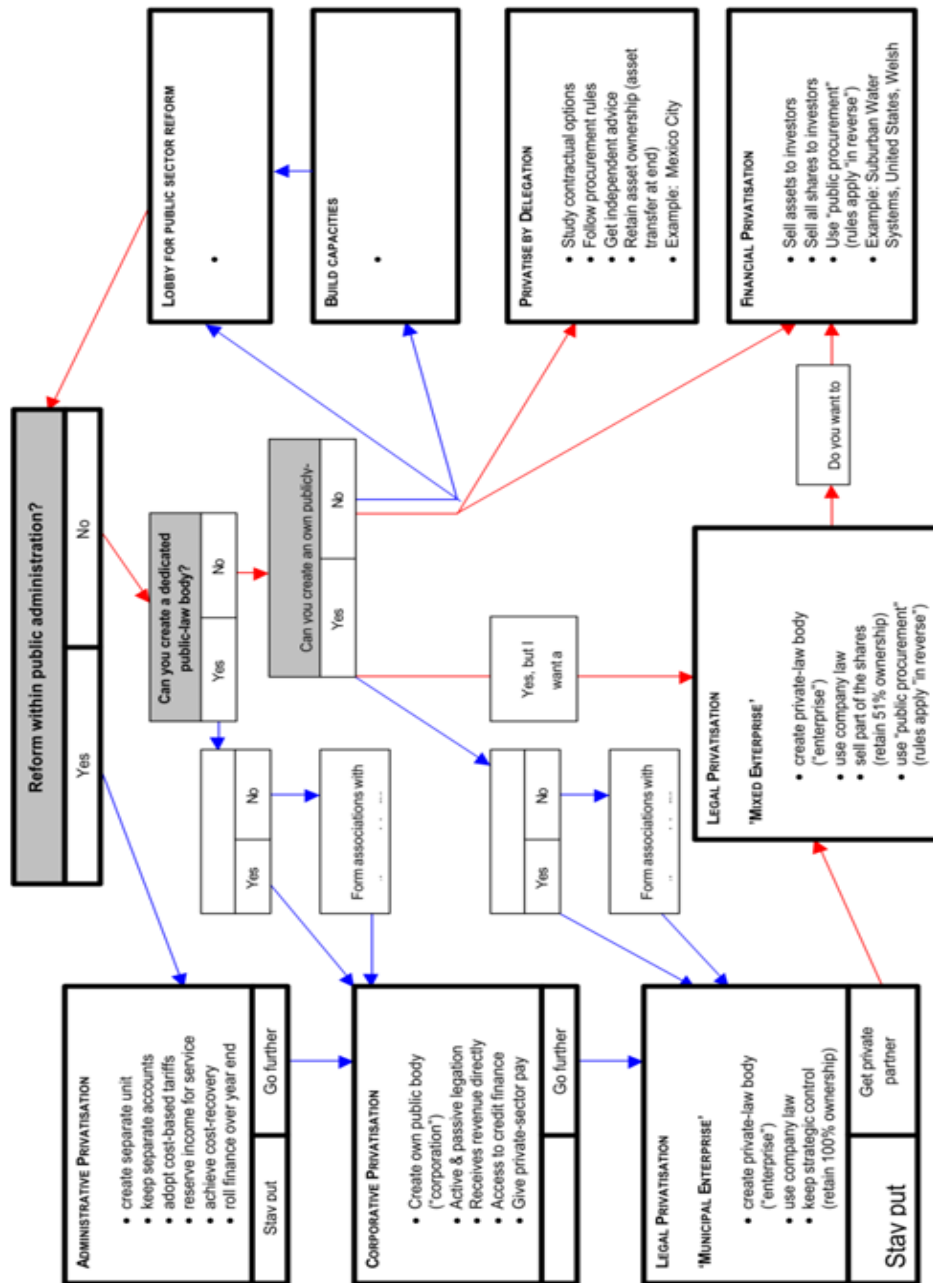 Reform within public administration?
Yes
No
ADMINISTRATIVE PRIVATISATION
• create separate unit
• keep separate accounts
• adopt cost-based tariffs
• reserve income for service
• achieve cost-recovery
• roll finance over year end
Stay put
Go further
Can you create a dedicated
public-law body?
Yes
No
LOBBY FOR PUBLIC SECTOR REFORM
•
Yes
No
Form associations with
Can you create an own publicly-
Yes
No
BUILD CAPACITIES
•
CORPORATIVE PRIVATISATION
• Create own public body
("corporation")
• Active & passive legation
• Receives revenue directly
• Access to credit finance
• Give private-sector pay
Go further
Yes
No
Form associations with
Yes, but I
want a
PRIVATISE BY DELEGATION
• Study contractual options
• Follow procurement rules
• Get independent advice
• Retain asset ownership (asset
transfer at end)
• Example: Mexico City
LEGAL PRIVATISATION
'MUNICIPAL ENTERPRISE'
• create private-law body
("enterprise")
• use company law
• keep strategic control
(retain 100% ownership)
Stay put
Get private
partner
LEGAL PRIVATISATION
'MIXED ENTERPRISE'
• create private-law body
("enterprise")
• use company law
• sell part of the shares
(retain 51% ownership)
• use "public procurement"
(rules apply "in reverse")
Do you want to
FINANCIAL PRIVATISATION
• Sell assets to investors
• Sell all shares to investors
• Use "public procurement"
(rules apply "in reverse")
• Example: Suburban Water
Systems, United States, Welsh